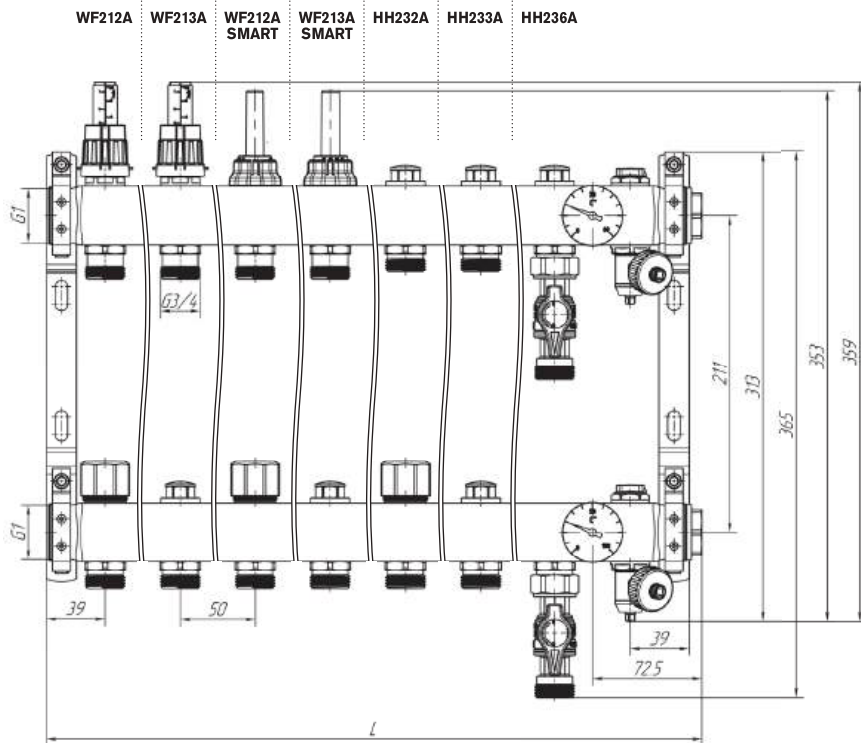 WF212A
WF213A
WF212A
SMART
WF213A
SMART
HH232A
HH233A
HH236A
G1
G3/4
211
313
365
353
359
G1
39
50
39
72.5
L